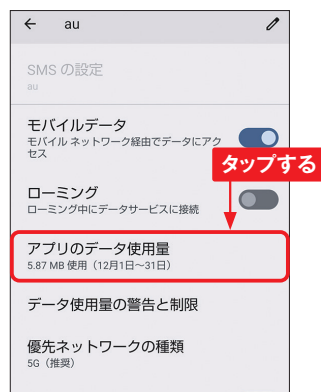 au
SMS の設定
au
モバイルデータ
モバイル ネットワーク経由でデータにアク
セス
タップする
ローミング
ローミング中にデータサービスに接続
アプリのデータ使用量
5.87 MB 使用（12月1日～31日）
データ使用量の警告と制限
優先ネットワークの種類
5G（推奨）